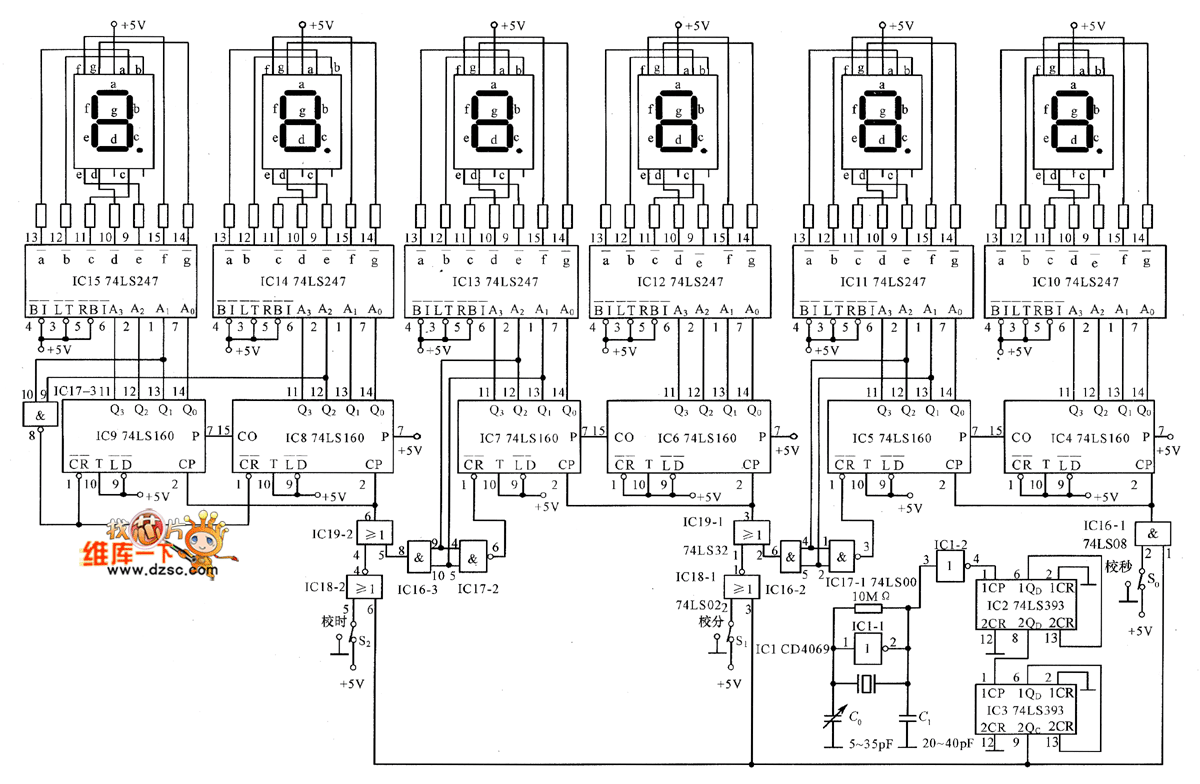 +5V +5V +5V +5V +5V +5V
f g a b f g a b f g a b f g a b f g a b f g a b
a a a a a a
f g b f g b f g b f g b f g b f g b
e d c e d c e d c e d c e d c e d c
e d c e d c e d c e d c e d c e d c
13 12 11 10 9 15 14 13 12 11 10 9 15 14 13 12 11 10 9 15 14 13 12 11 10 9 15 14 13 12 11 10 9 15 14 13 12 11 10 9 15 14
a b c d e f g a b c d e f g a b c d e f g a b c d e f g a b c d e f g a b c d e f g
IC15 74LS247 IC14 74LS247 IC13 74LS247 IC12 74LS247 IC11 74LS247 IC10 74LS247
BI LT RBI A3 A2 A1 A0 BI LT RBI A3 A2 A1 A0 BI LT RBI A3 A2 A1 A0 BI LT RBI A3 A2 A1 A0 BI LT RBI A3 A2 A1 A0 BI LT RBI A3 A2 A1 A0
4 3 5 6 2 1 7 4 3 5 6 2 1 7 4 3 5 6 2 1 7 4 3 5 6 2 1 7 4 3 5 6 2 1 7 4 3 5 6 2 1 7
+5V +5V +5V +5V +5V +5V
10 9 IC17-3 11 12 13 14 11 12 13 14 11 12 13 14 11 12 13 14 11 12 13 14 11 12 13 14
& Q3 Q2 Q1 Q0 Q3 Q2 Q1 Q0 Q3 Q2 Q1 Q0 Q3 Q2 Q1 Q0 Q3 Q2 Q1 Q0 Q3 Q2 Q1 Q0
8 IC9 74LS160 P 7 15 CO IC8 74LS160 P 7 IC7 74LS160 P 7 15 CO IC6 74LS160 P 7 IC5 74LS160 P 7 15 CO IC4 74LS160 P 7
+5V +5V +5V
CR T LD CP CR T LD CP CR T LD CP CR T LD CP CR T LD CP CR T LD CP
1 10 9 2 1 10 9 2 1 10 9 2 1 10 9 2 1 10 9 2 1 10 9 2
+5V +5V +5V +5V +5V +5V
找芯片
维库一下
www.dzsc.com
IC19-2 6 ≥1 4 5
8 & 9 10 IC16-3
4 5 & 6 IC17-2
IC18-2 4 ≥1 5 6
校时 S2
+5V
IC19-1 3 ≥1 1 2
74LS32
6 & 4 5 IC16-2
1 2 & 3 IC17-1 74LS00
IC18-1 1 ≥1 2 3
74LS02
校分 S1
+5V
IC16-1 &
74LS08 2 1
校秒 S0
+5V
10MΩ
IC1-1
IC1 CD4069 1 1 2
C0 C1
5~35pF 20~40pF
IC1-2
3 1 4
4 6 2
1CP 1QD 1CR
IC2 74LS393
2CR 2QD 2CR
12 8 13
1 6 2
1CP 1QD 1CR
IC3 74LS393
2CR 2QC 2CR
12 9 13